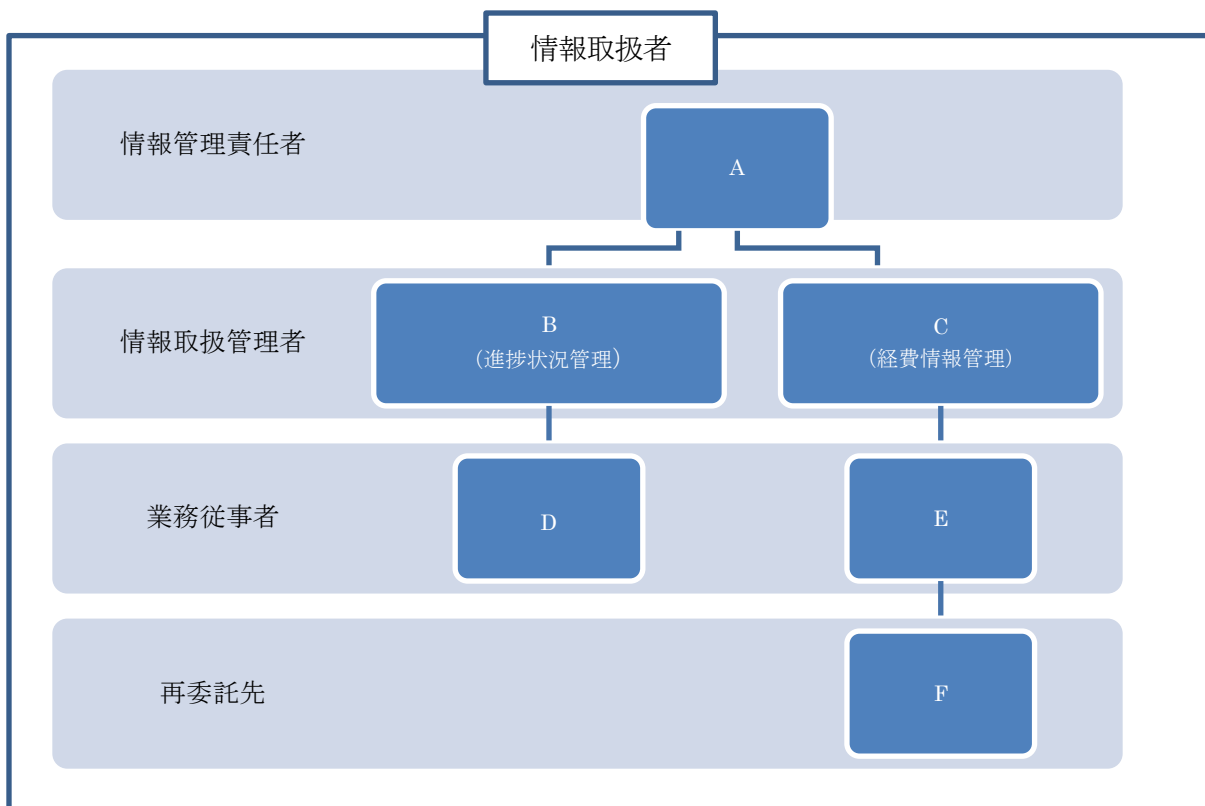 情報取扱者
情報管理責任者
A
情報取扱管理者
B
（進捗状況管理）
C
（経費情報管理）
業務従事者
D
E
再委託先
F